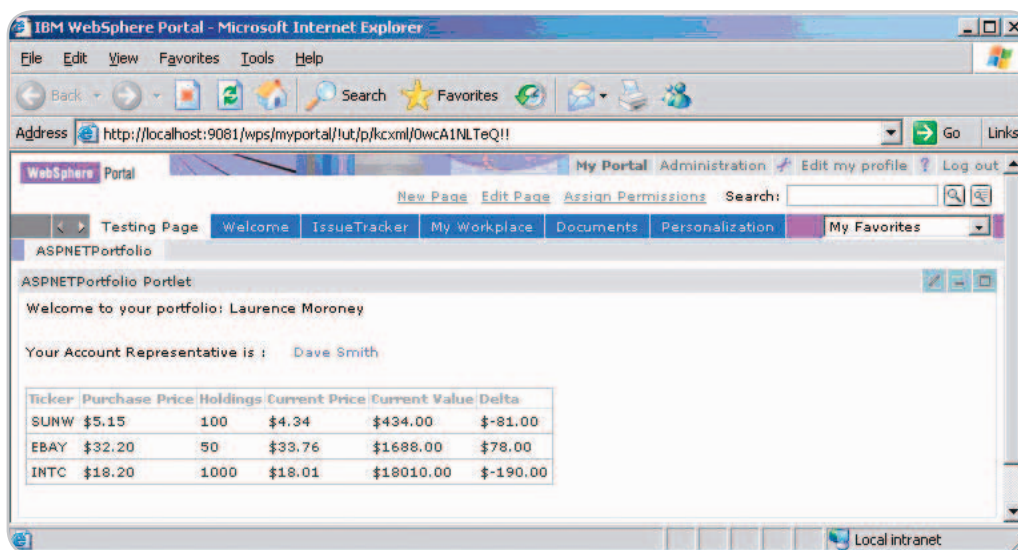 IBM WebSphere Portal - Microsoft Internet Explorer
File Edit View Favorites Tools Help
Back Search Favorites
Address http://localhost:9081/wps/myportal/!ut/p/kcxml/0wcA1NLTeQ!! Go Links
WebSphere Portal My Portal Administration Edit my profile ? Log out
New Page Edit Page Assign Permissions Search:
Testing Page Welcome IssueTracker My Workplace Documents Personalization My Favorites
ASPNETPortfolio
ASPNETPortfolio Portlet
Welcome to your portfolio: Laurence Moroney
Your Account Representative is : Dave Smith
Ticker Purchase Price Holdings Current Price Current Value Delta
SUNW $5.15 100 $4.34 $434.00 $-81.00
EBAY $32.20 50 $33.76 $1688.00 $78.00
INTC $18.20 1000 $18.01 $18010.00 $-190.00
Local intranet